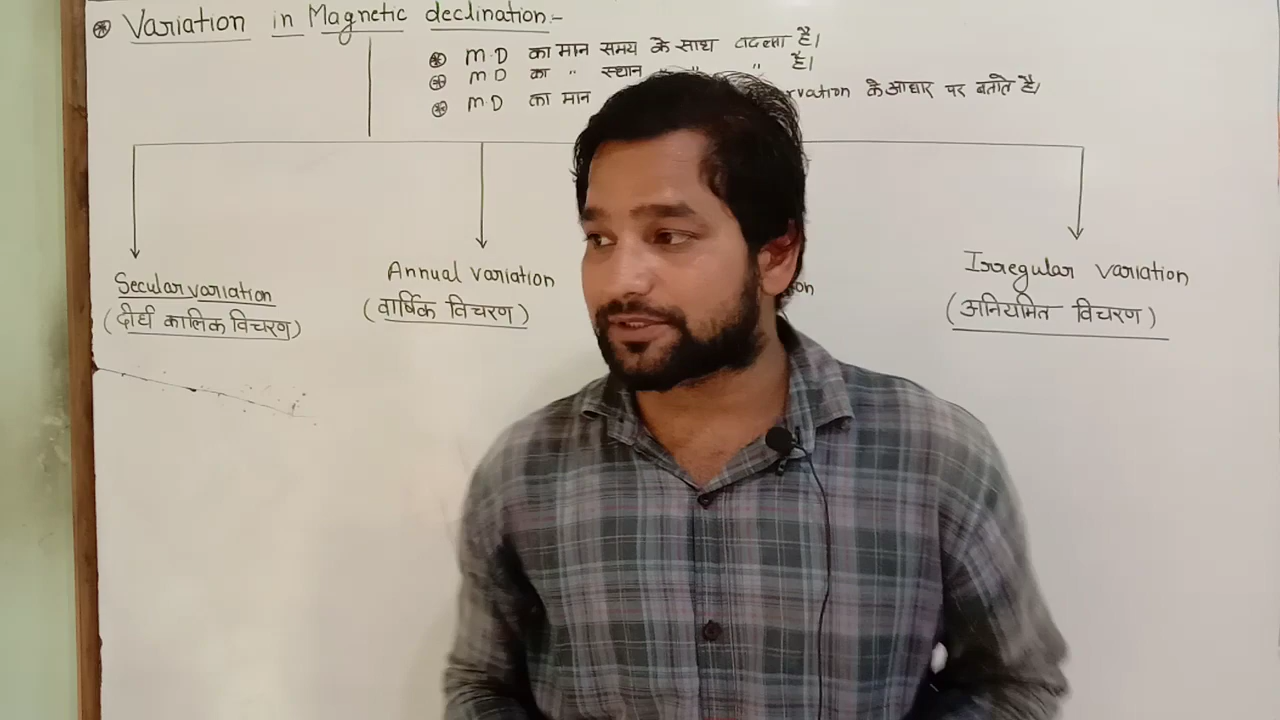 Variation in Magnetic declination:-
M.D का मान समय के साथ बदलता है।
M.D का " स्थान " " " है।
M.D का मान rvation के आधार पर बताते है।
Secular variation
(दीर्घ कालिक विचरण)
Annual variation
(वार्षिक विचरण)
on
Irregular variation
(अनियमित विचरण)